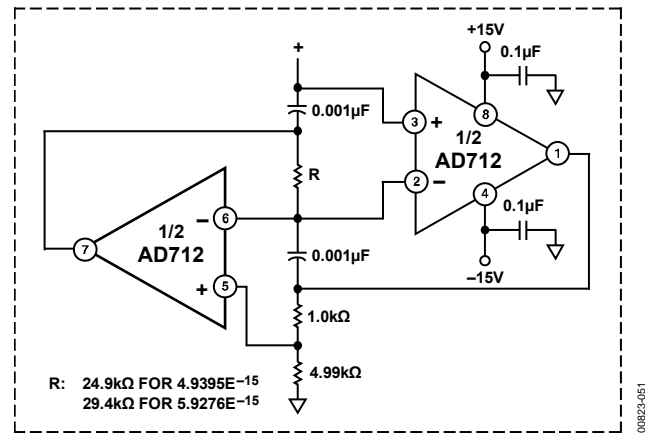 +
+15V
0.1µF
0.001µF
3
+
8
1/2
AD712
1
R
2
–
4
0.1µF
–
6
1/2
AD712
7
0.001µF
–15V
+
5
1.0kΩ
4.99kΩ
R: 24.9kΩ FOR 4.9395E–15
29.4kΩ FOR 5.9276E–15
00823-051